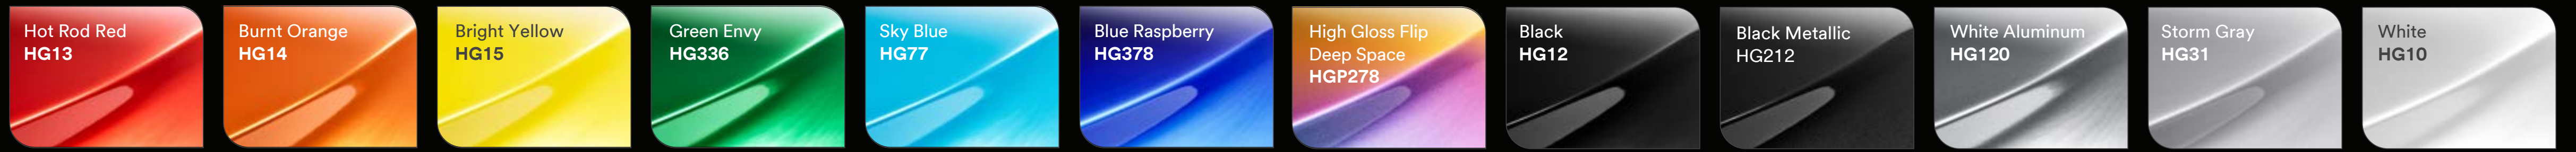 Hot Rod Red
HG13
Burnt Orange
HG14
Bright Yellow
HG15
Green Envy
HG336
Sky Blue
HG77
Blue Raspberry
HG378
High Gloss Flip
Deep Space
HGP278
Black
HG12
Black Metallic
HG212
White Aluminum
HG120
Storm Gray
HG31
White
HG10